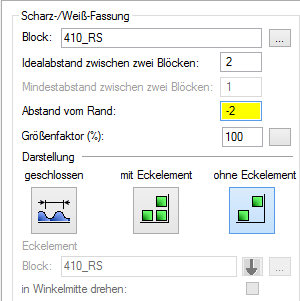 Scharz-/Weiß-Fassung
Block: 410_RS ...
Idealabstand zwischen zwei Blöcken: 2
Mindestabstand zwischen zwei Blöcken: 1
Abstand vom Rand: -2
Größenfaktor (%): 100
Darstellung
geschlossen mit Eckelement ohne Eckelement
Eckelement
Block: 410_RS ...
in Winkelmitte drehen: